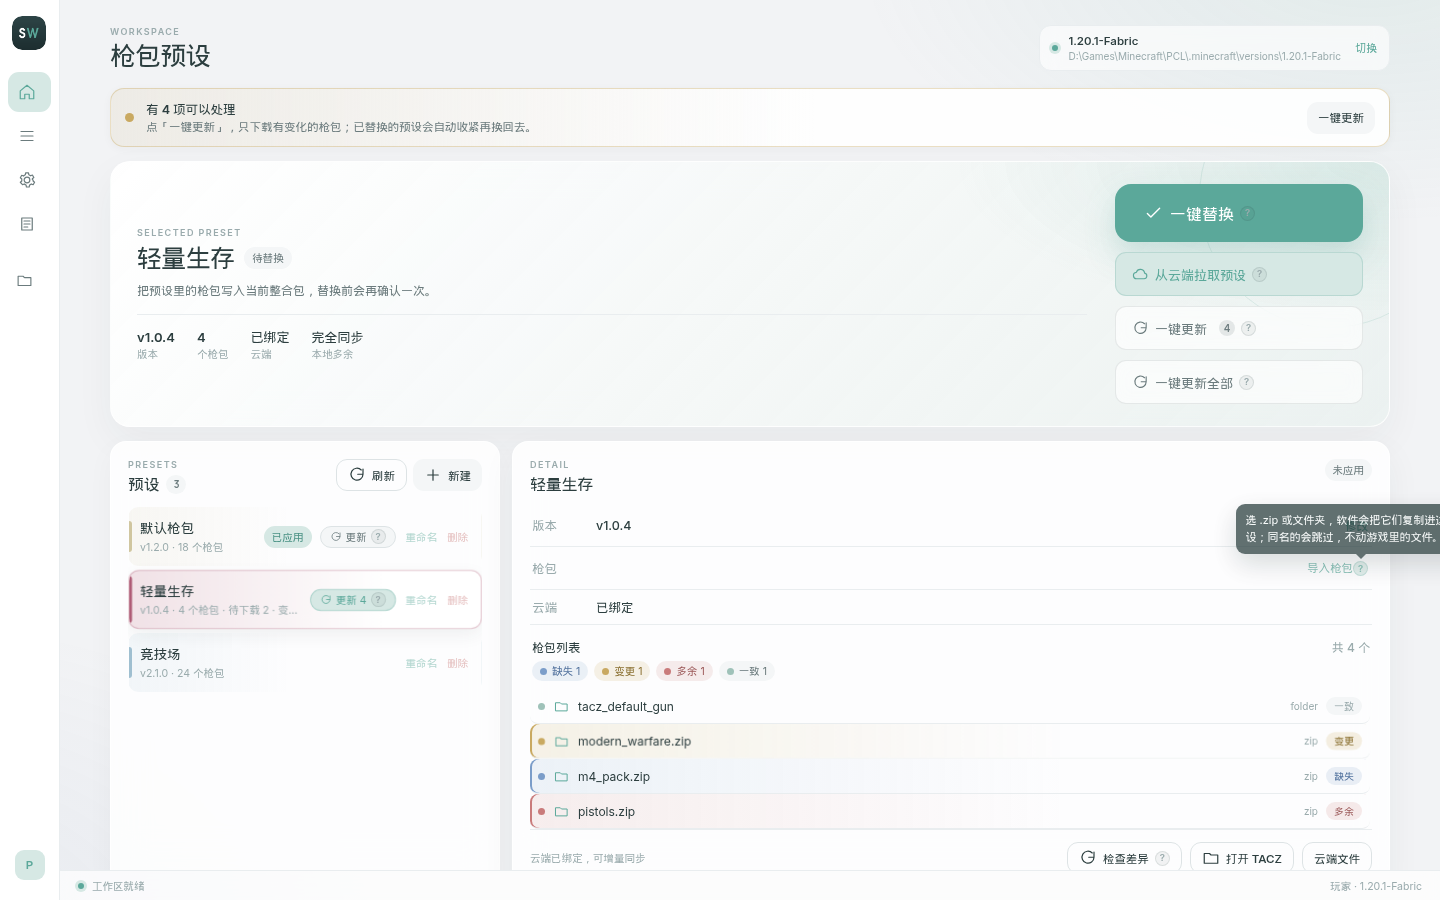 SW
WORKSPACE
枪包预设
1.20.1-Fabric
D:\Games\Minecraft\PCL\.minecraft\versions\1.20.1-Fabric
切换
有 4 项可以处理
点「一键更新」，只下载有变化的枪包；已替换的预设会自动收紧再换回去。
一键更新
SELECTED PRESET
轻量生存 待替换
把预设里的枪包写入当前整合包，替换前会再确认一次。
v1.0.4 4 已绑定 完全同步
版本 个枪包 云端 本地多余
一键替换 ?
从云端拉取预设 ?
一键更新 4 ?
一键更新全部 ?
PRESETS
预设 3
刷新
新建
默认枪包
v1.2.0 · 18 个枪包
已应用 更新 ? 重命名 删除
轻量生存
v1.0.4 · 4 个枪包 · 待下载 2 · 变...
更新 4 ? 重命名 删除
竞技场
v2.1.0 · 24 个枪包
重命名 删除
DETAIL
轻量生存
未应用
版本 v1.0.4
选 .zip 或文件夹，软件会把它们复制进
设；同名的会跳过，不动游戏里的文件。
枪包 导入枪包 ?
云端 已绑定
枪包列表 共 4 个
缺失 1 变更 1 多余 1 一致 1
tacz_default_gun folder 一致
modern_warfare.zip zip 变更
m4_pack.zip zip 缺失
pistols.zip zip 多余
云端已绑定，可增量同步
检查差异 ? 打开 TACZ 云端文件
P
工作区就绪
玩家 · 1.20.1-Fabric